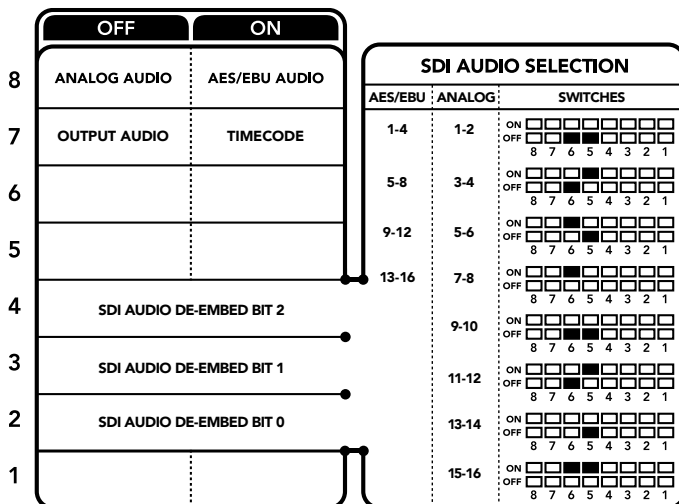 OFF ON
8 ANALOG AUDIO AES/EBU AUDIO
7 OUTPUT AUDIO TIMECODE
6
5
4 SDI AUDIO DE-EMBED BIT 2
3 SDI AUDIO DE-EMBED BIT 1
2 SDI AUDIO DE-EMBED BIT 0
1
SDI AUDIO SELECTION
AES/EBU ANALOG SWITCHES
1-4 1-2 ON
OFF
8 7 6 5 4 3 2 1
5-8 3-4 ON
OFF
8 7 6 5 4 3 2 1
9-12 5-6 ON
OFF
8 7 6 5 4 3 2 1
13-16 7-8 ON
OFF
8 7 6 5 4 3 2 1
9-10 ON
OFF
8 7 6 5 4 3 2 1
11-12 ON
OFF
8 7 6 5 4 3 2 1
13-14 ON
OFF
8 7 6 5 4 3 2 1
15-16 ON
OFF
8 7 6 5 4 3 2 1